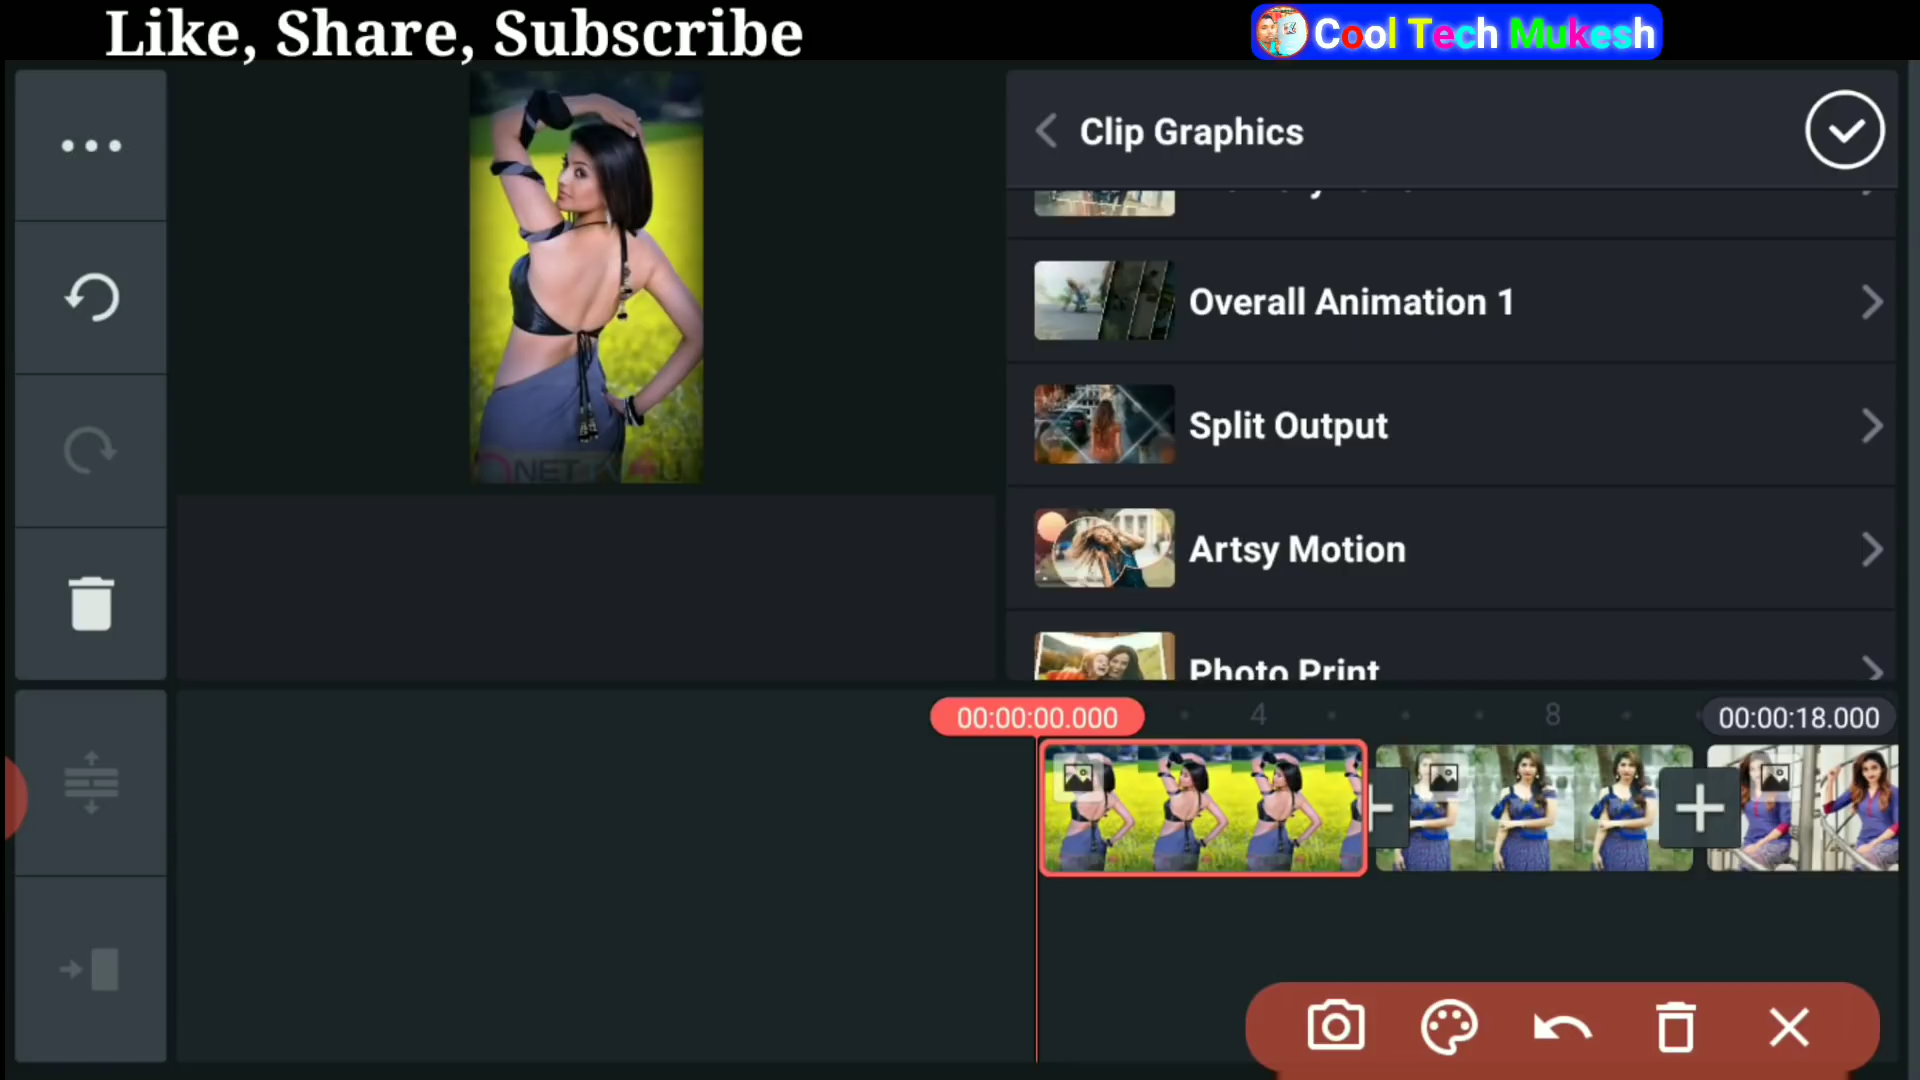 Like, Share, Subscribe
Cool Tech Mukesh
Clip Graphics
Overall Animation 1
Split Output
Artsy Motion
Photo Print
00:00:00.000
4
8
00:00:18.000